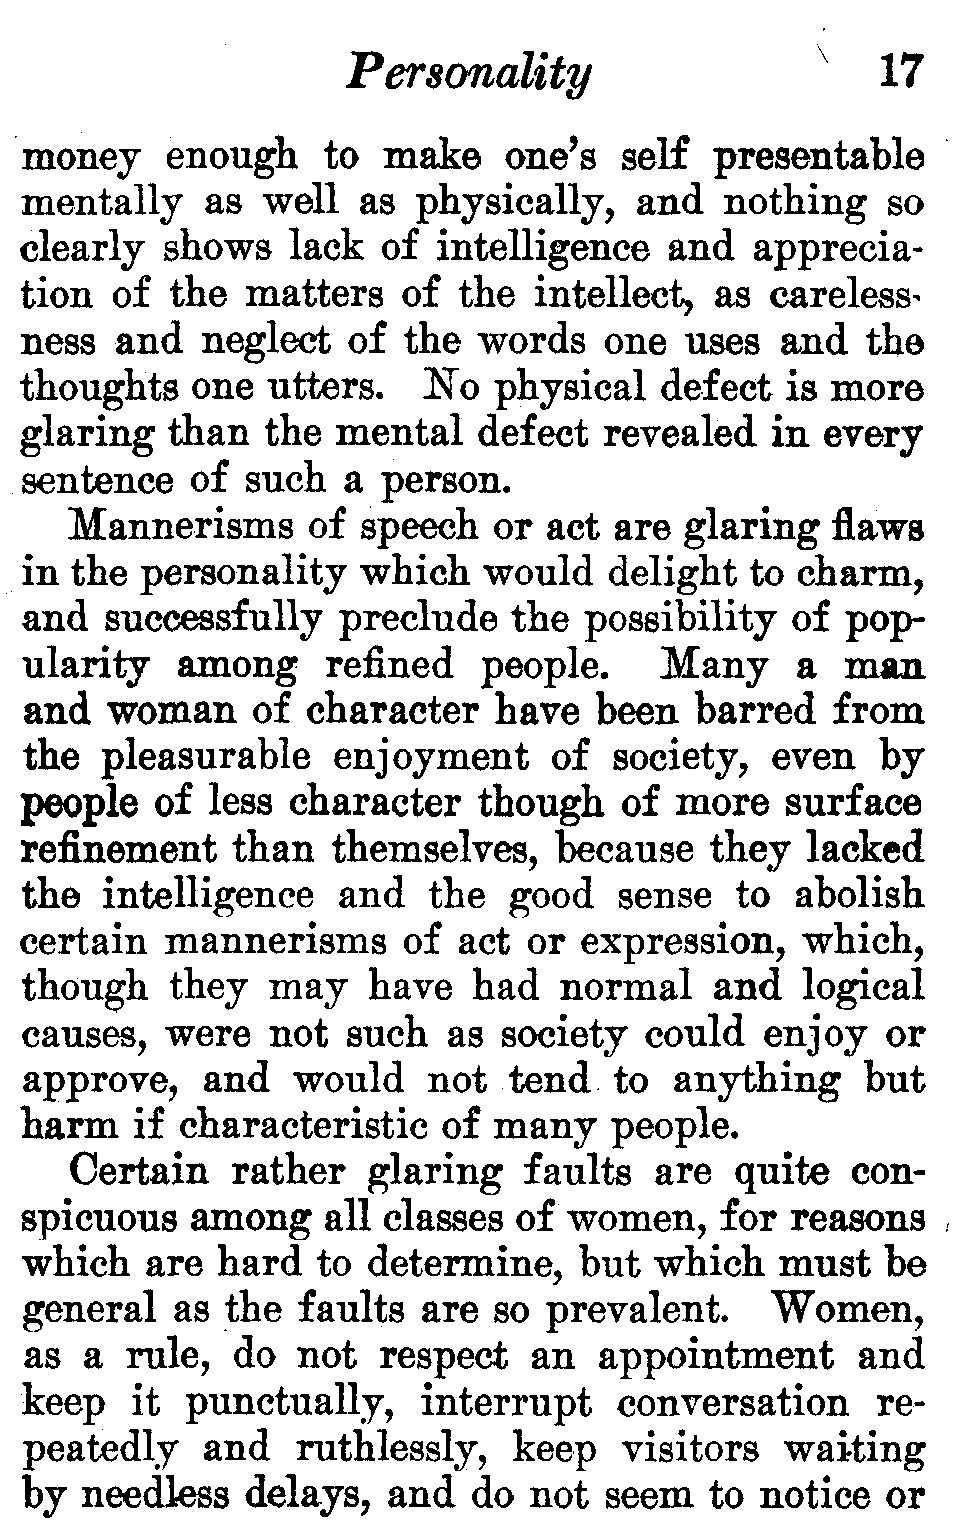 Personality 17
money enough to make one's self presentable
mentally as well as physically, and nothing so
clearly shows lack of intelligence and apprecia-
tion of the matters of the intellect, as careless-
ness and neglect of the words one uses and the
thoughts one utters. No physical defect is more
glaring than the mental defect revealed in every
sentence of such a person.
Mannerisms of speech or act are glaring flaws
in the personality which would delight to charm,
and successfully preclude the possibility of pop-
ularity among refined people. Many a man
and woman of character have been barred from
the pleasurable enjoyment of society, even by
people of less character though of more surface
refinement than themselves, because they lacked
the intelligence and the good sense to abolish
certain mannerisms of act or expression, which,
though they may have had normal and logical
causes, were not such as society could enjoy or
approve, and would not tend to anything but
harm if characteristic of many people.
Certain rather glaring faults are quite con-
spicuous among all classes of women, for reasons
which are hard to determine, but which must be
general as the faults are so prevalent. Women,
as a rule, do not respect an appointment and
keep it punctually, interrupt conversation re-
peatedly and ruthlessly, keep visitors waiting
by needless delays, and do not seem to notice or